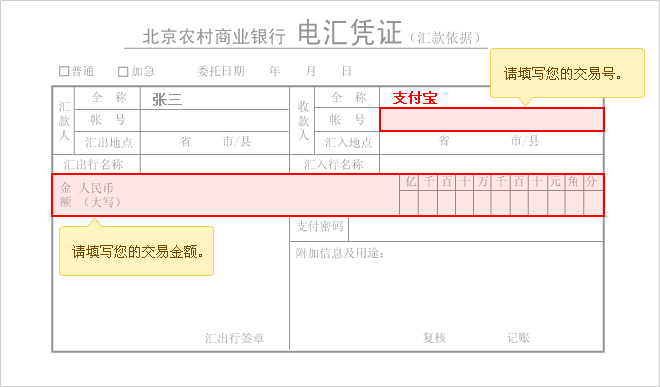 北京农村商业银行 电汇凭证（汇款依据）
请填写您的交易号。
普通 加急 委托日期 年 月 日
汇款人 全 称 张三 收款人 全 称 支付宝
帐 号 帐 号
汇出地点 省 市/县 汇入地点 省 市/县
汇出行名称 汇入行名称
金额 人民币（大写） 亿 千 百 十 万 千 百 十 元 角 分
支付密码
请填写您的交易金额。
附加信息及用途：
汇出行签章 复核 记账